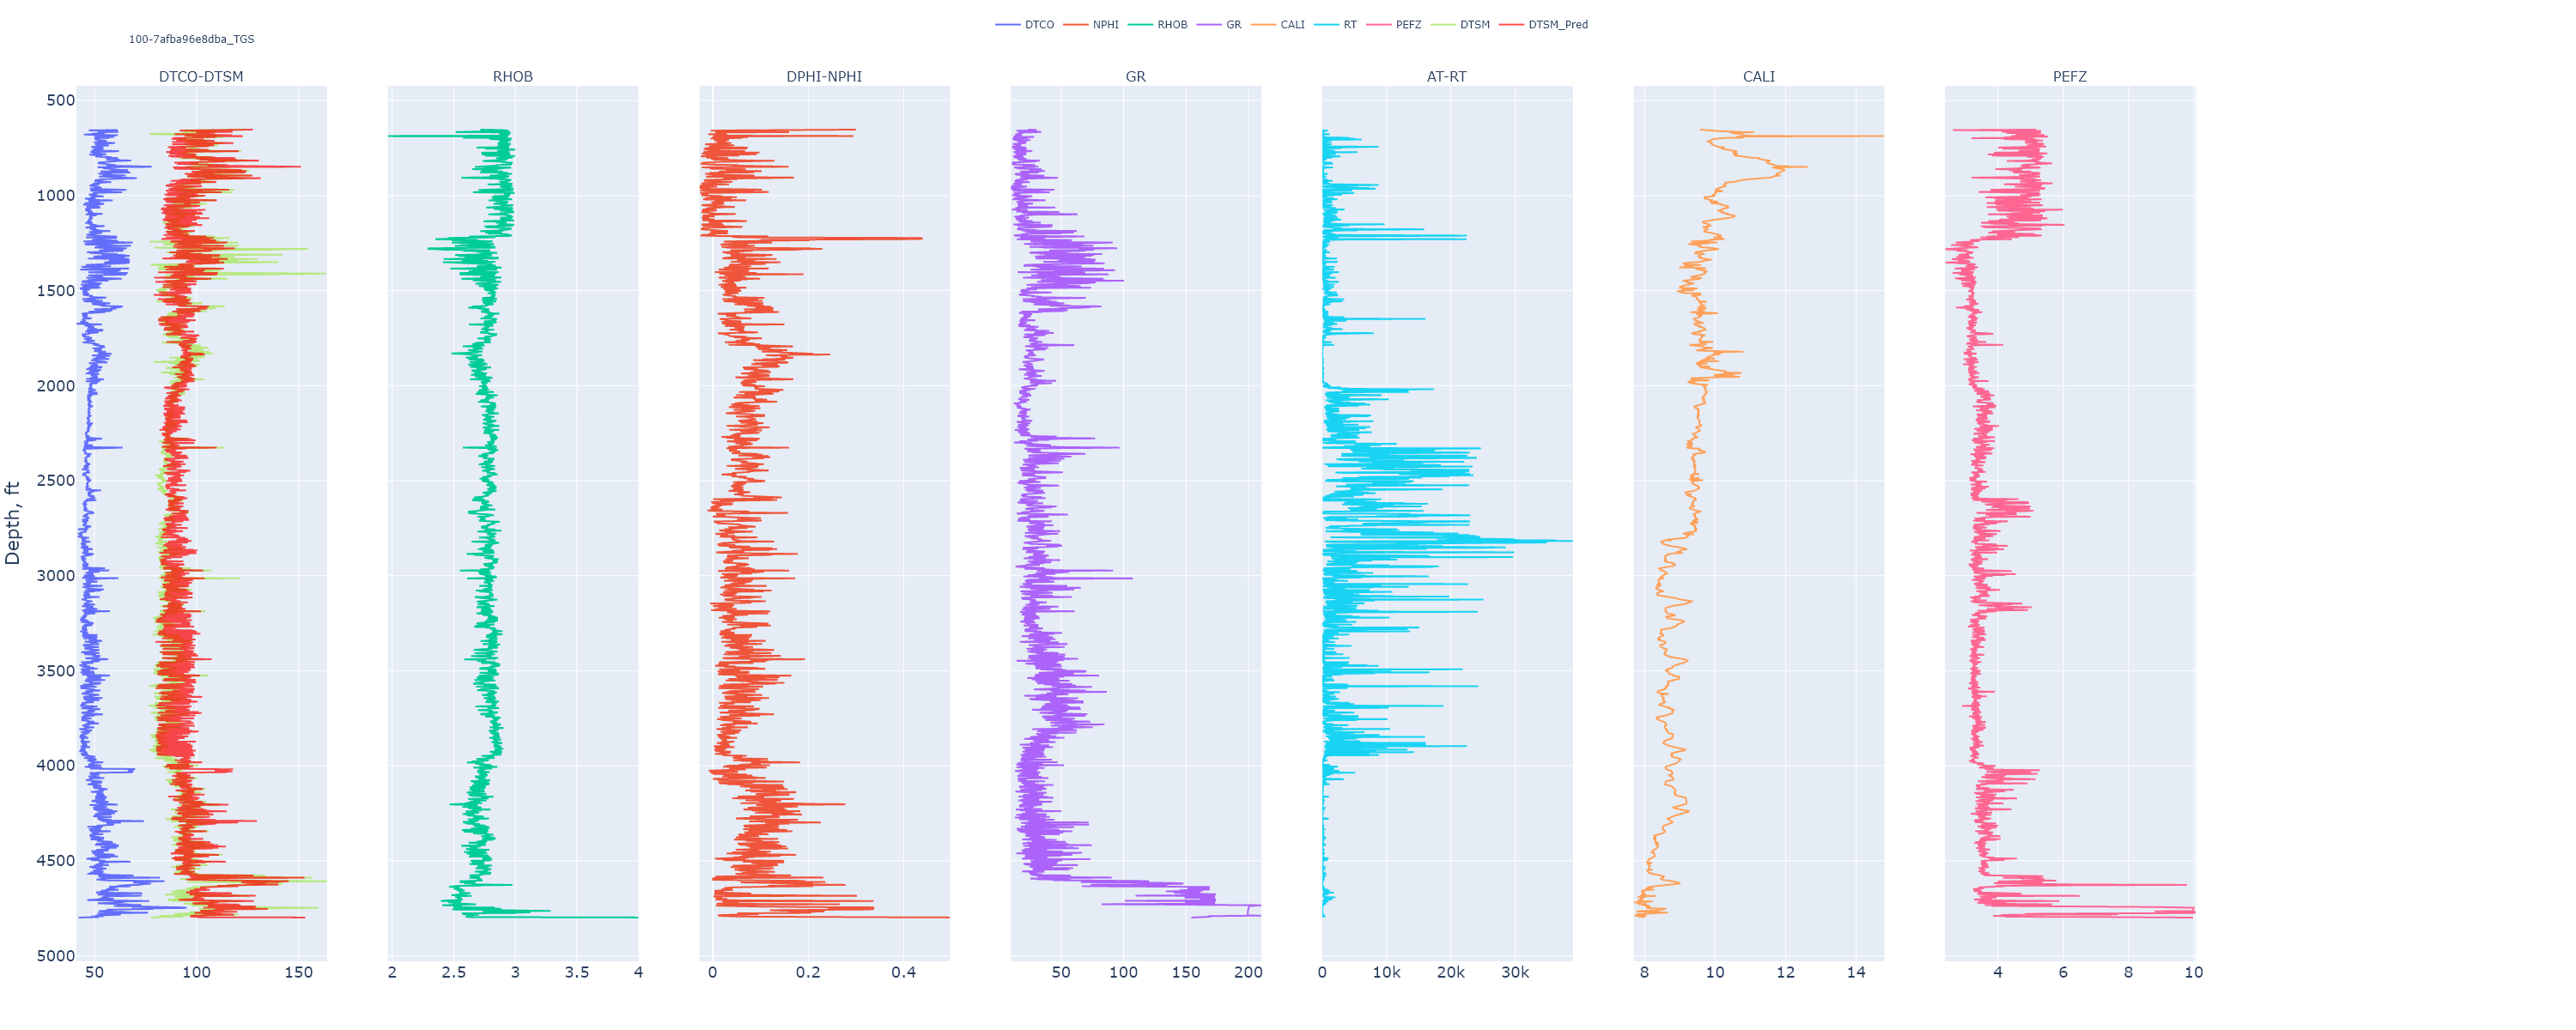 DTCO NPHI RHOB GR CALI RT PEFZ DTSM DTSM_Pred
100-7afba96e8dba_TGS
DTCO-DTSM RHOB DPHI-NPHI GR AT-RT CALI PEFZ
Depth, ft
500
1000
1500
2000
2500
3000
3500
4000
4500
5000
50 100 150 2 2.5 3 3.5 4 0 0.2 0.4 50 100 150 200 0 10k 20k 30k 8 10 12 14 4 6 8 10